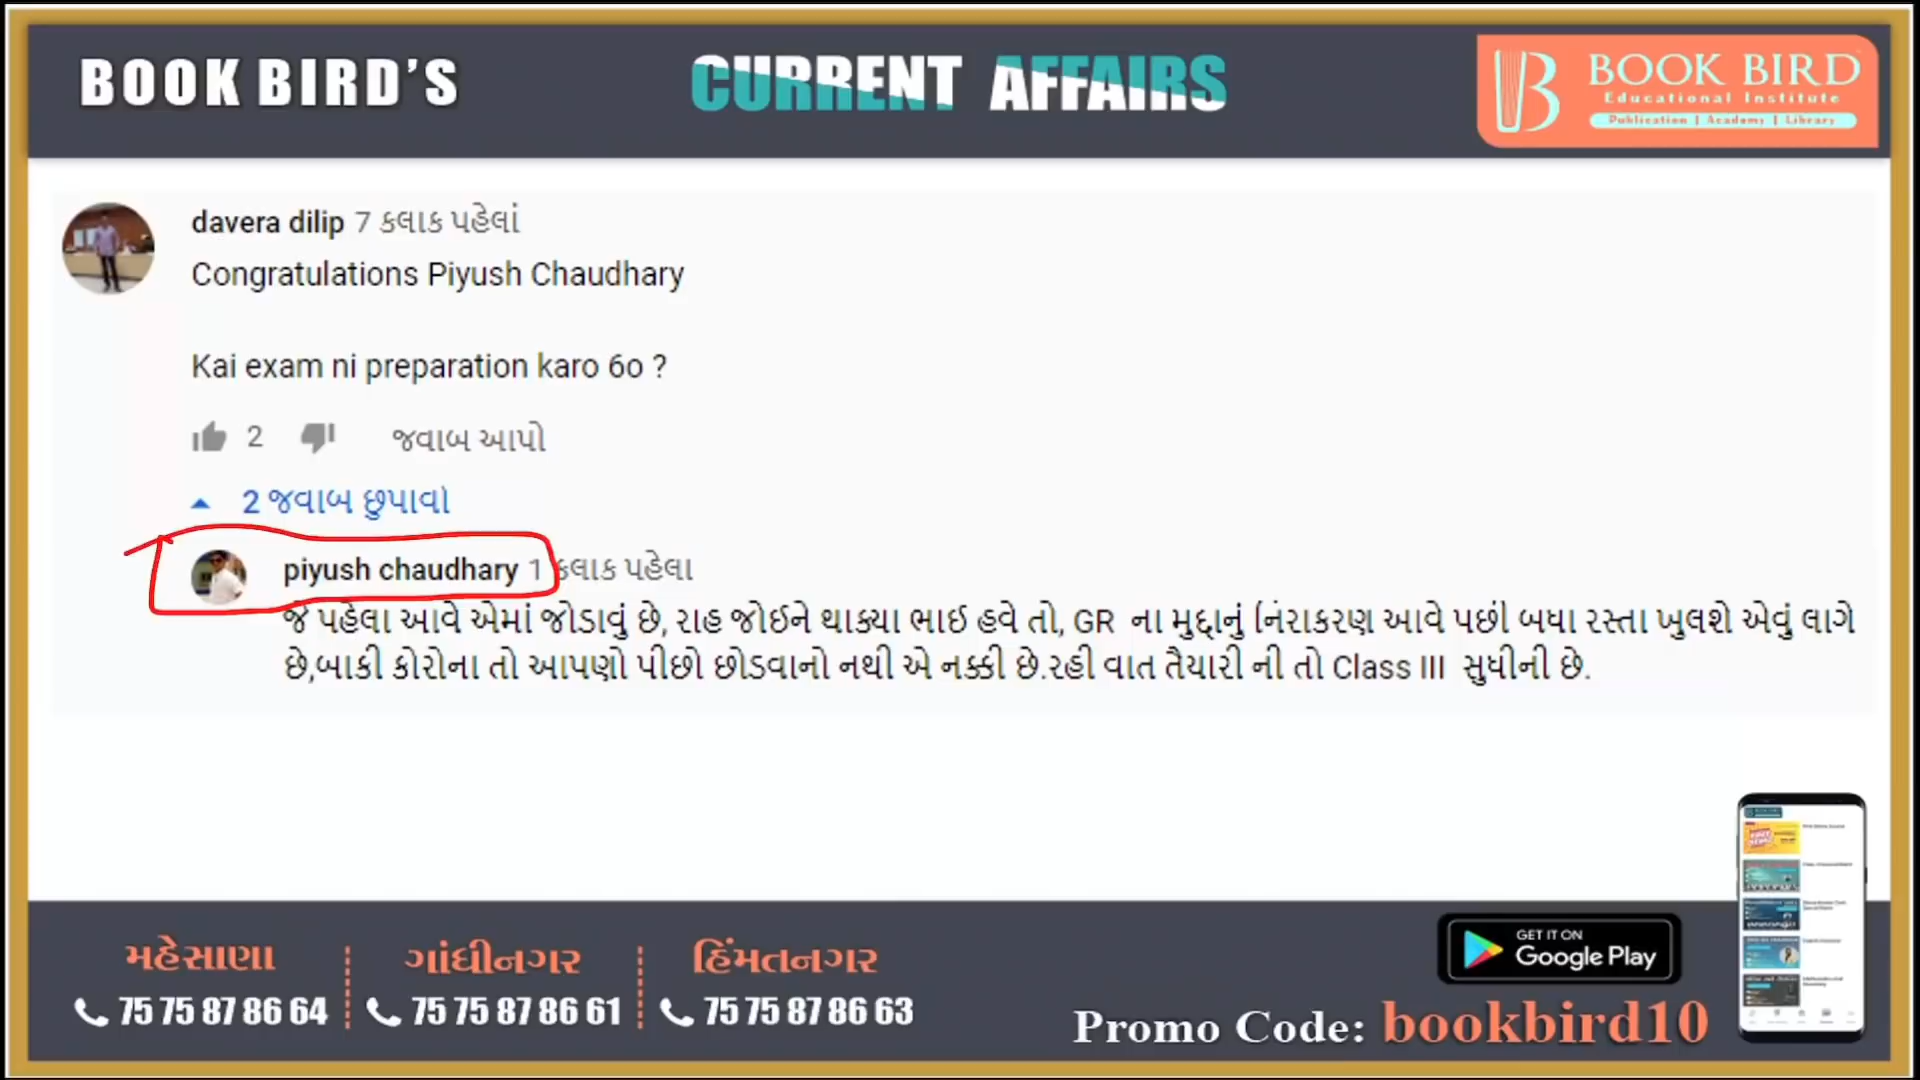 BOOK BIRD'S
CURRENT AFFAIRS
BOOK BIRD
Educational Institute
Publication | Academy | Library
davera dilip 7 કલાક પહેલાં
Congratulations Piyush Chaudhary
Kai exam ni preparation karo 6o ?
2 જવાબ આપો
2 જવાબ છુપાવો
piyush chaudhary 1 કલાક પહેલા
જે પહેલા આવે એમાં જોડાવું છે, રાહ જોઈને થાક્યા ભાઈ હવે તો, GR ના મુદ્દાનું નિરાકરણ આવે પછી બધા રસ્તા ખુલશે એવું લાગે
છે,બાકી કોરોના તો આપણો પીછો છોડવાનો નથી એ નક્કી છે.રહી વાત તૈયારી ની તો Class III સુધીની છે.
મહેસાણા
75 75 87 86 64
ગાંધીનગર
75 75 87 86 61
હિંમતનગર
75 75 87 86 63
GET IT ON
Google Play
Promo Code: bookbird10